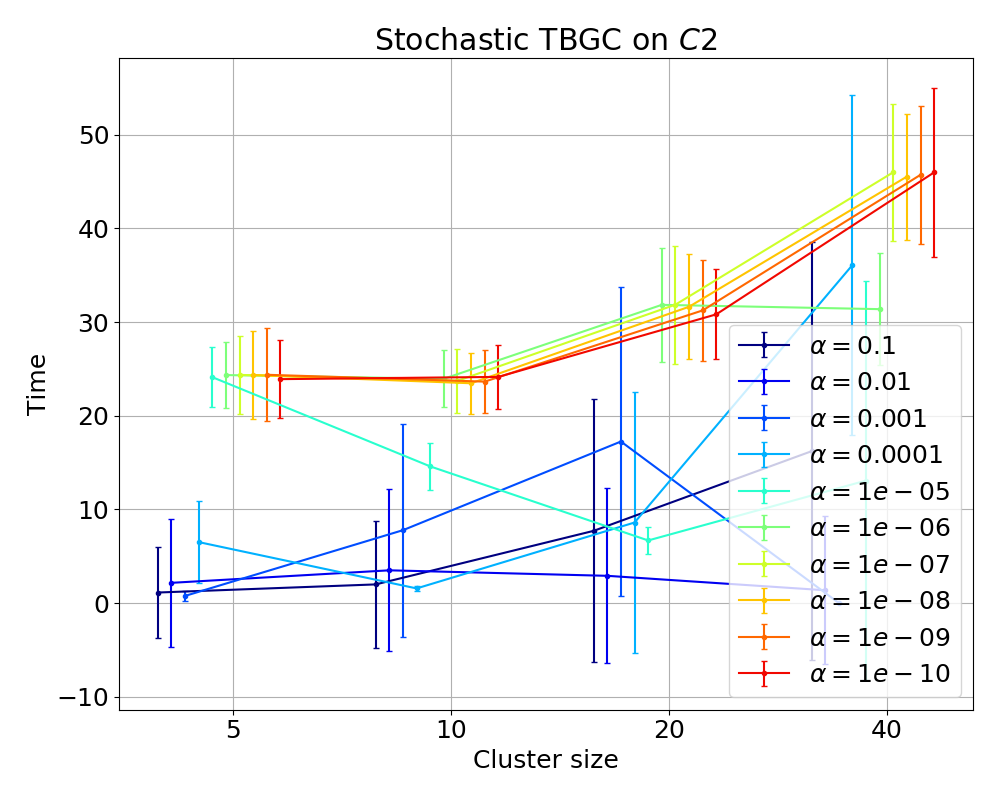 Stochastic TBGC on C2
Time
50
40
30
20
10
0
−10
5
10
20
40
Cluster size
α = 0.1
α = 0.01
α = 0.001
α = 0.0001
α = 1e − 05
α = 1e − 06
α = 1e − 07
α = 1e − 08
α = 1e − 09
α = 1e − 10